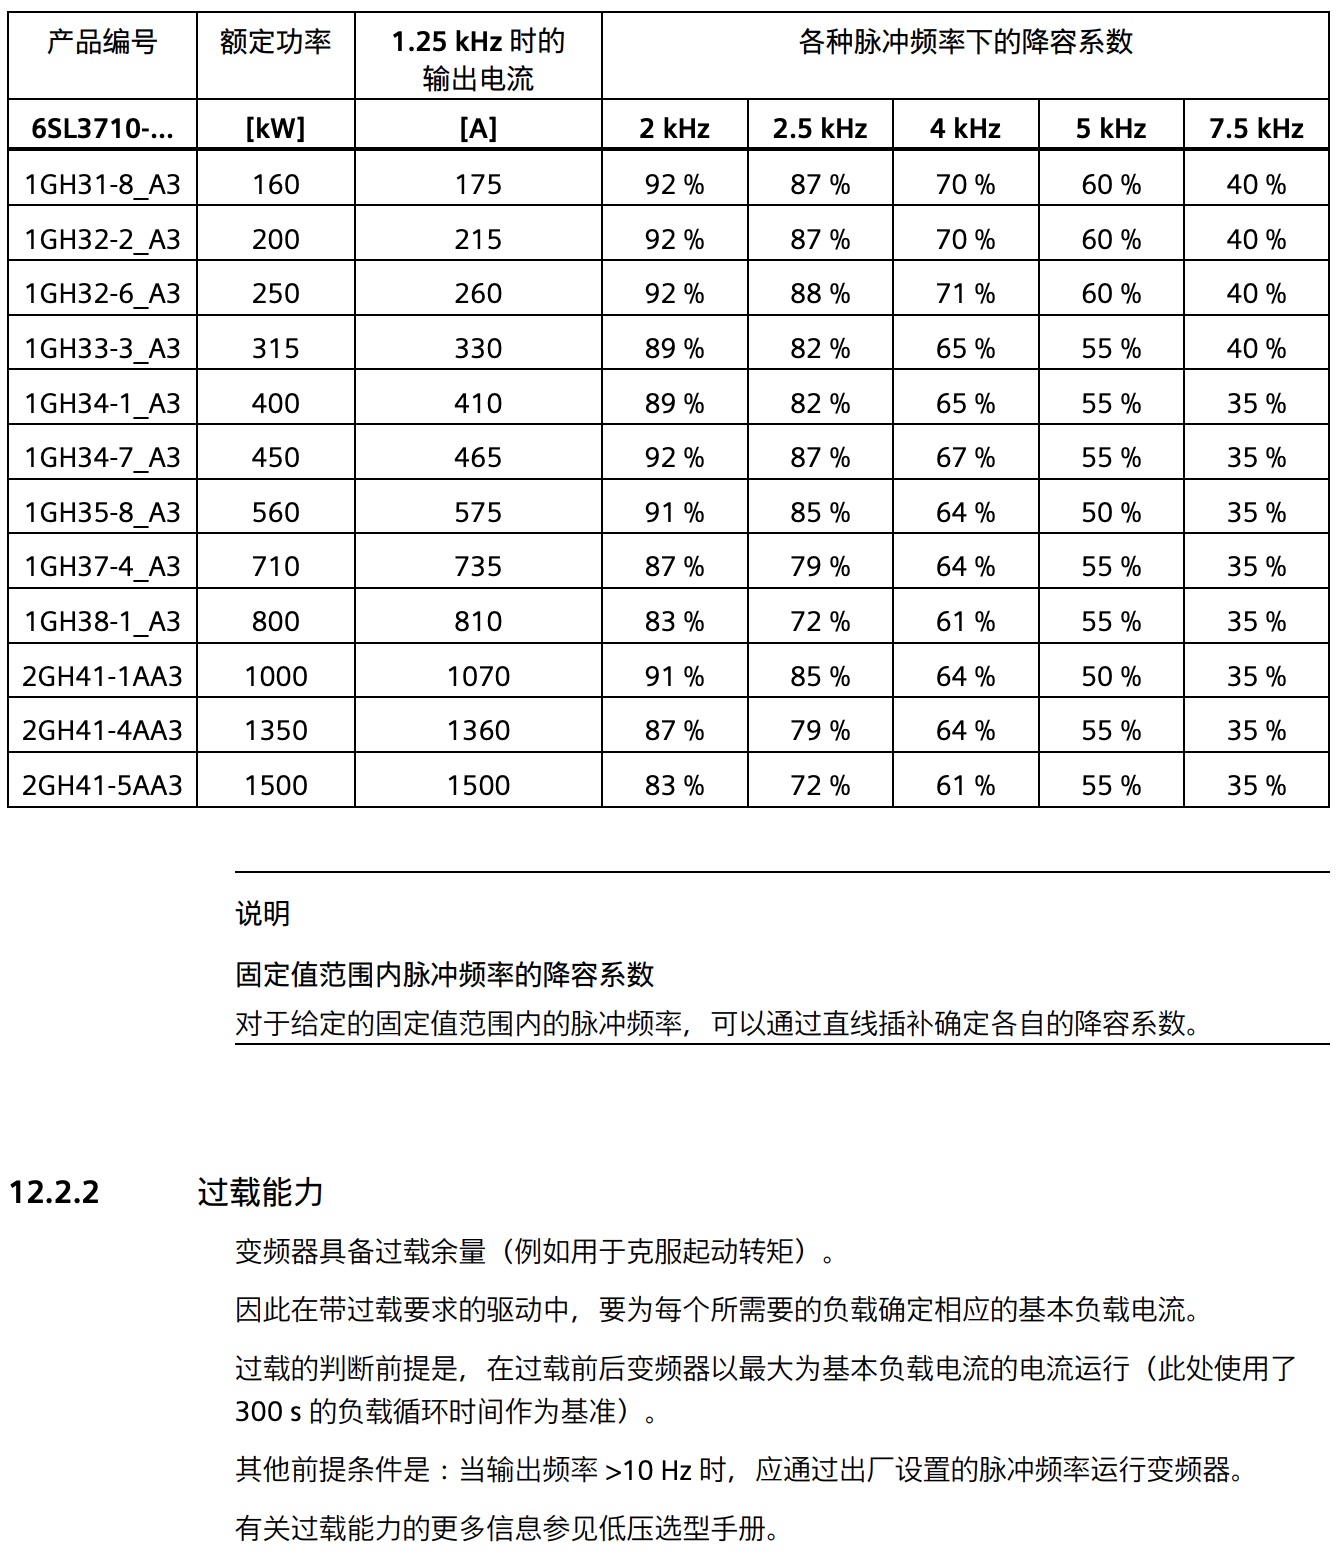 产品编号 额定功率 1.25 kHz 时的 各种脉冲频率下的降容系数
输出电流
6SL3710-... [kW] [A] 2 kHz 2.5 kHz 4 kHz 5 kHz 7.5 kHz
1GH31-8_A3 160 175 92 % 87 % 70 % 60 % 40 %
1GH32-2_A3 200 215 92 % 87 % 70 % 60 % 40 %
1GH32-6_A3 250 260 92 % 88 % 71 % 60 % 40 %
1GH33-3_A3 315 330 89 % 82 % 65 % 55 % 40 %
1GH34-1_A3 400 410 89 % 82 % 65 % 55 % 35 %
1GH34-7_A3 450 465 92 % 87 % 67 % 55 % 35 %
1GH35-8_A3 560 575 91 % 85 % 64 % 50 % 35 %
1GH37-4_A3 710 735 87 % 79 % 64 % 55 % 35 %
1GH38-1_A3 800 810 83 % 72 % 61 % 55 % 35 %
2GH41-1AA3 1000 1070 91 % 85 % 64 % 50 % 35 %
2GH41-4AA3 1350 1360 87 % 79 % 64 % 55 % 35 %
2GH41-5AA3 1500 1500 83 % 72 % 61 % 55 % 35 %
说明
固定值范围内脉冲频率的降容系数
对于给定的固定值范围内的脉冲频率，可以通过直线插补确定各自的降容系数。
12.2.2 过载能力
变频器具备过载余量（例如用于克服起动转矩）。
因此在带过载要求的驱动中，要为每个所需要的负载确定相应的基本负载电流。
过载的判断前提是，在过载前后变频器以最大为基本负载电流的电流运行（此处使用了
300 s 的负载循环时间作为基准）。
其他前提条件是：当输出频率 >10 Hz 时，应通过出厂设置的脉冲频率运行变频器。
有关过载能力的更多信息参见低压选型手册。